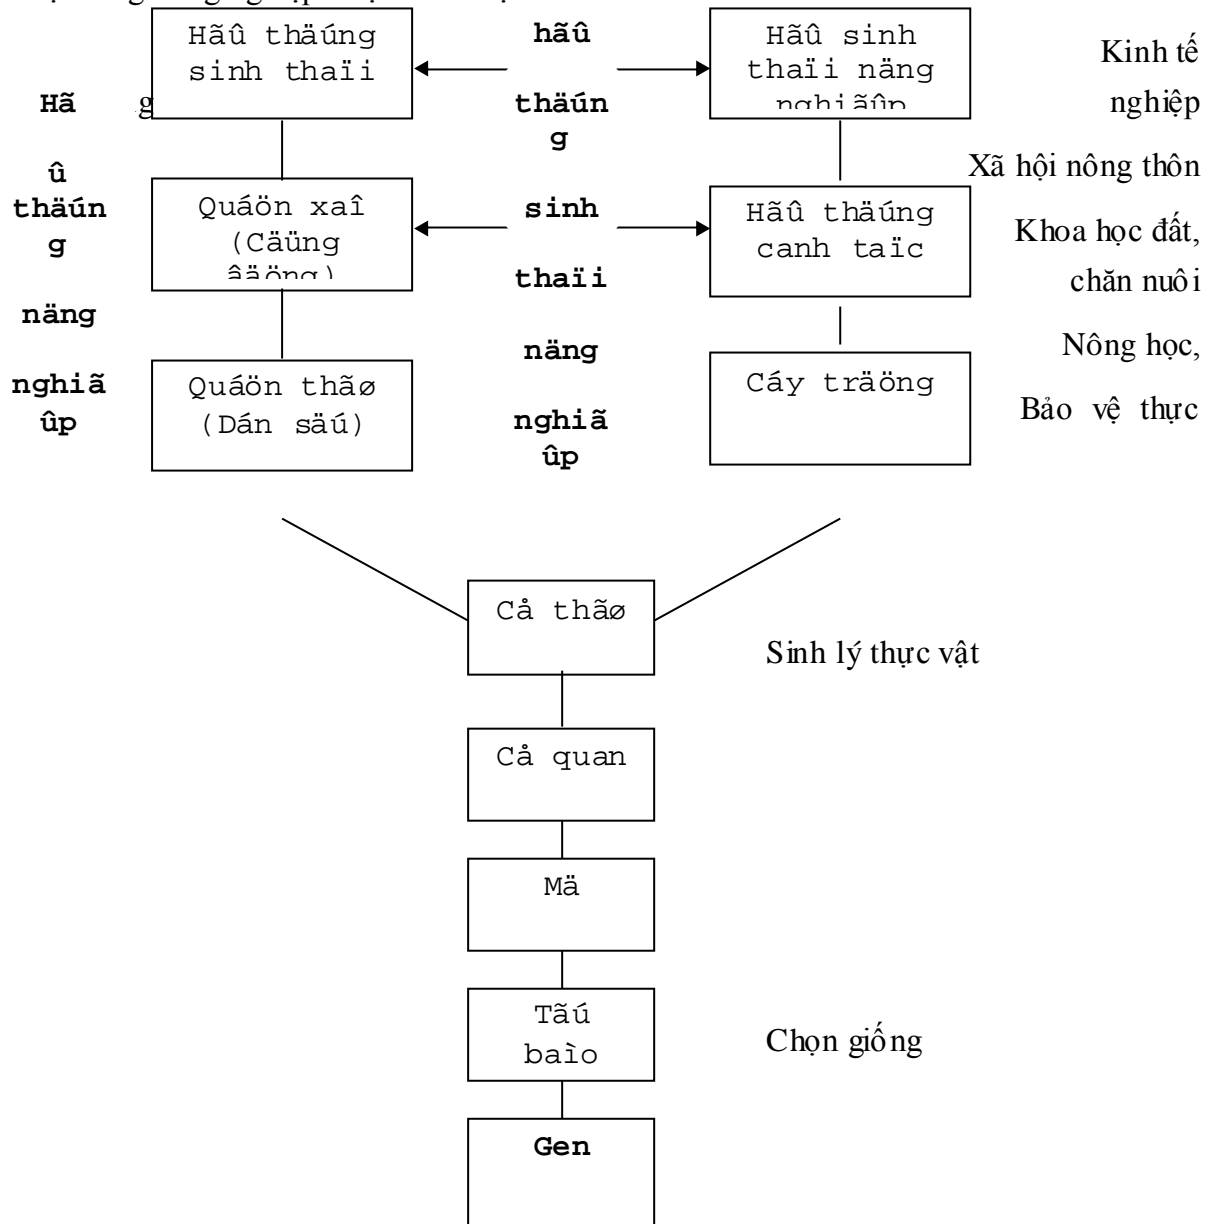 Hãû thäúng
sinh thaïi
hãû
Hãû sinh
thaïi näng
nghiãûp
Kinh tế
Hã
g
thäún
g
nghiệp
û
thäún
g
Xã hội nông thôn
Quáön xaî
(Cäüng
âäöng)
sinh
Hãû thäúng
canh taïc
Khoa học đất,
thaïi
chăn nuôi
näng
näng
Nông học,
nghiã
ûp
Quáön thãø
(Dán säú)
nghiã
ûp
Cáy träöng
Bảo vệ thực
Cå thãø
Sinh lý thực vật
Cå quan
Mä
Tãú
baìo
Chọn giống
Gen